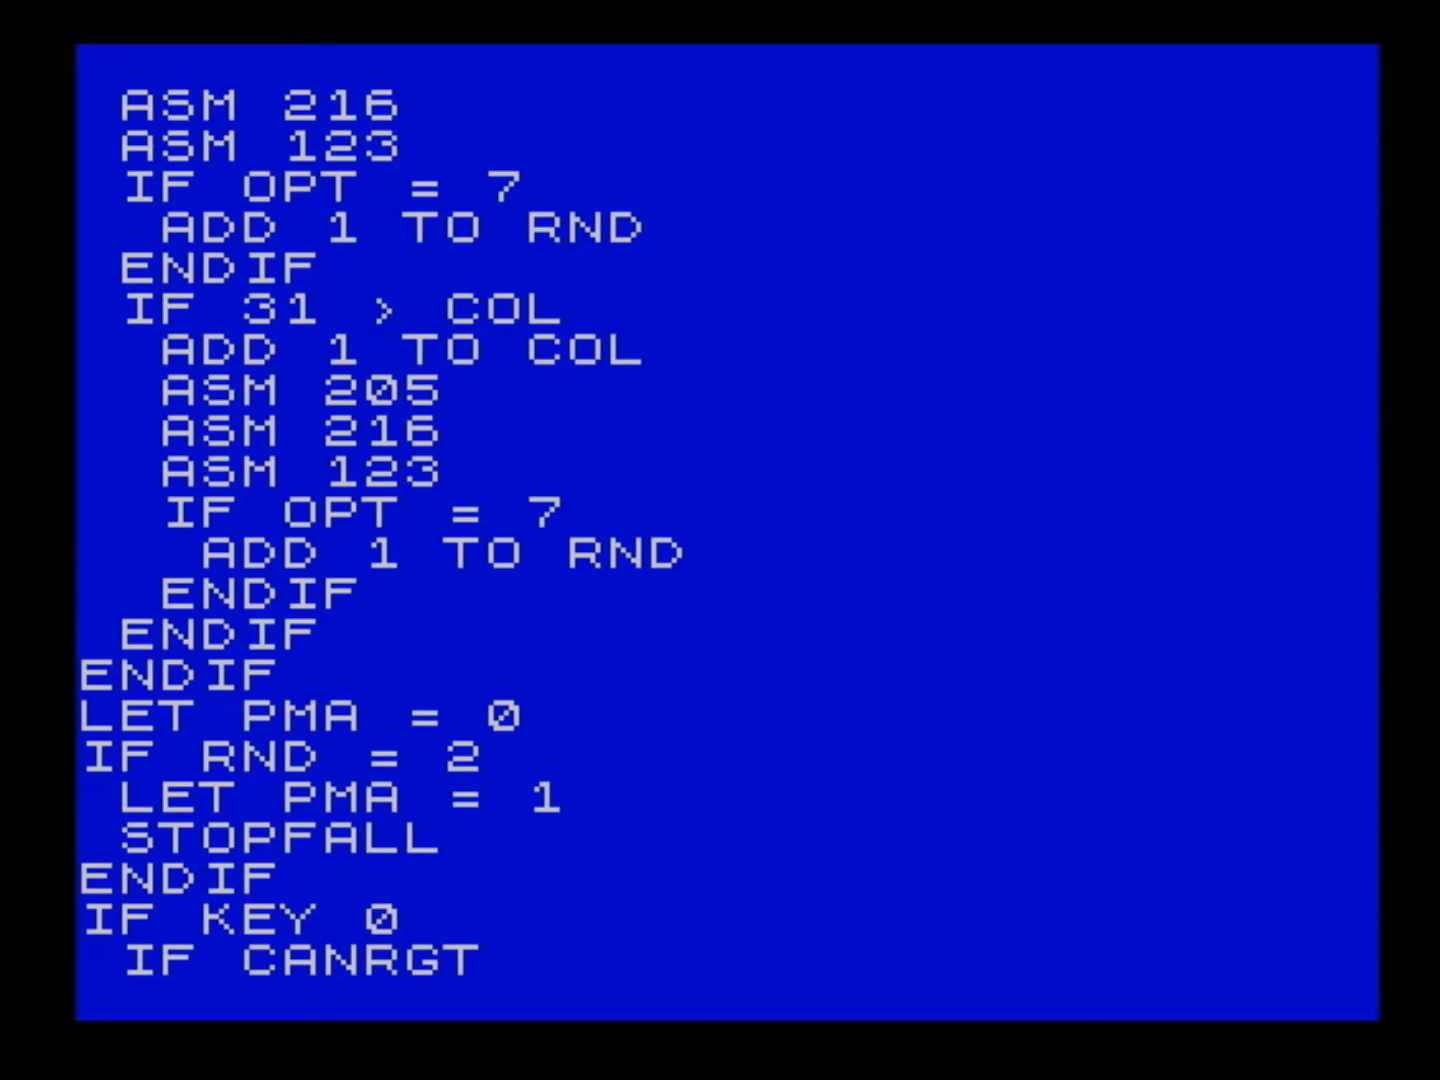 ASM 216
ASM 123
IF OPT = 7
ADD 1 TO RND
ENDIF
IF 31 > COL
ADD 1 TO COL
ASM 205
ASM 216
ASM 123
IF OPT = 7
ADD 1 TO RND
ENDIF
ENDIF
ENDIF
LET PMA = 0
IF RND = 2
LET PMA = 1
STOPFALL
ENDIF
IF KEY 0
IF CANRGT